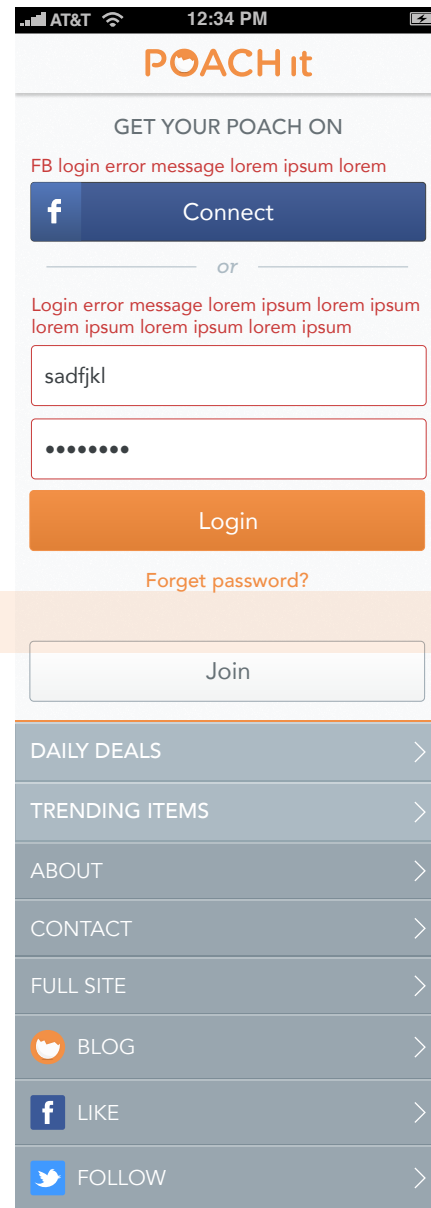 AT&T 12:34 PM
POACH it
GET YOUR POACH ON
FB login error message lorem ipsum lorem
f Connect
or
Login error message lorem ipsum lorem ipsum
lorem ipsum lorem ipsum lorem ipsum
sadfjkl
••••••••
Login
Forget password?
Join
DAILY DEALS
TRENDING ITEMS
ABOUT
CONTACT
FULL SITE
BLOG
f LIKE
FOLLOW